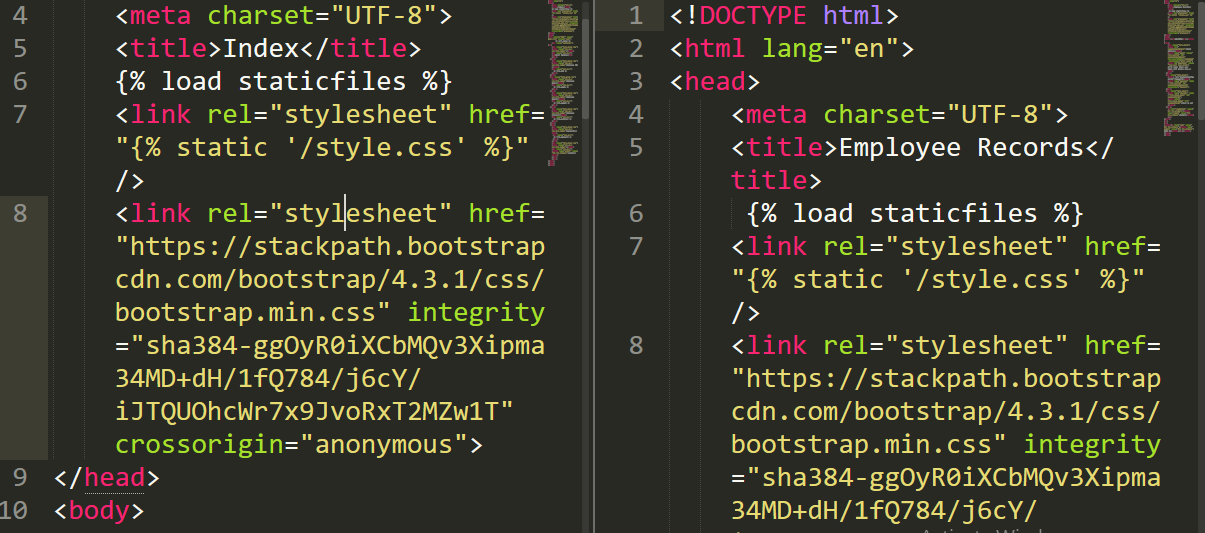 4 <meta charset="UTF-8">
5 <title>Index</title>
6 {% load staticfiles %}
7 <link rel="stylesheet" href=
"{% static '/style.css' %}"
/>
8 <link rel="stylesheet" href=
"https://stackpath.bootstrap
cdn.com/bootstrap/4.3.1/css/
bootstrap.min.css" integrity
="sha384-ggOyR0iXCbMQv3Xipma
34MD+dH/1fQ784/j6cY/
iJTQUOhcWr7x9JvoRxT2MZw1T"
crossorigin="anonymous">
9 </head>
10 <body>
1 <!DOCTYPE html>
2 <html lang="en">
3 <head>
4 <meta charset="UTF-8">
5 <title>Employee Records</
title>
6 {% load staticfiles %}
7 <link rel="stylesheet" href=
"{% static '/style.css' %}"
/>
8 <link rel="stylesheet" href=
"https://stackpath.bootstrap
cdn.com/bootstrap/4.3.1/css/
bootstrap.min.css" integrity
="sha384-ggOyR0iXCbMQv3Xipma
34MD+dH/1fQ784/j6cY/